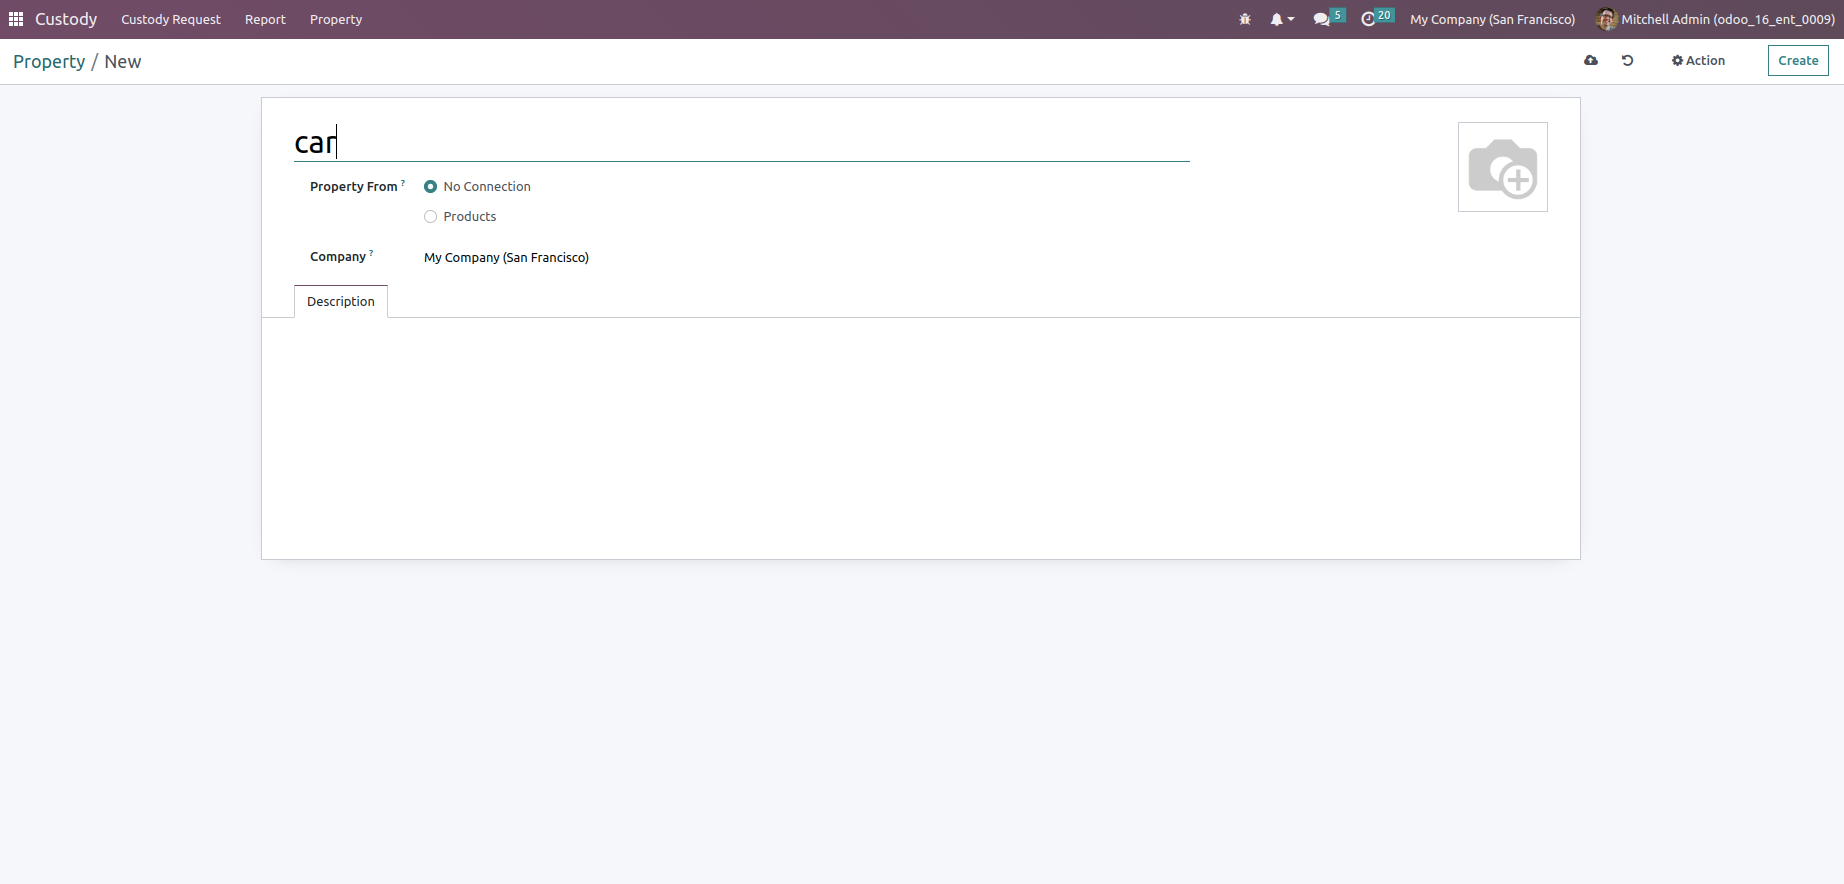 Custody Custody Request Report Property 5 20 My Company (San Francisco) Mitchell Admin (odoo_16_ent_0009)
Property / New Action Create
car
Property From ? No Connection
Products
Company ? My Company (San Francisco)
Description